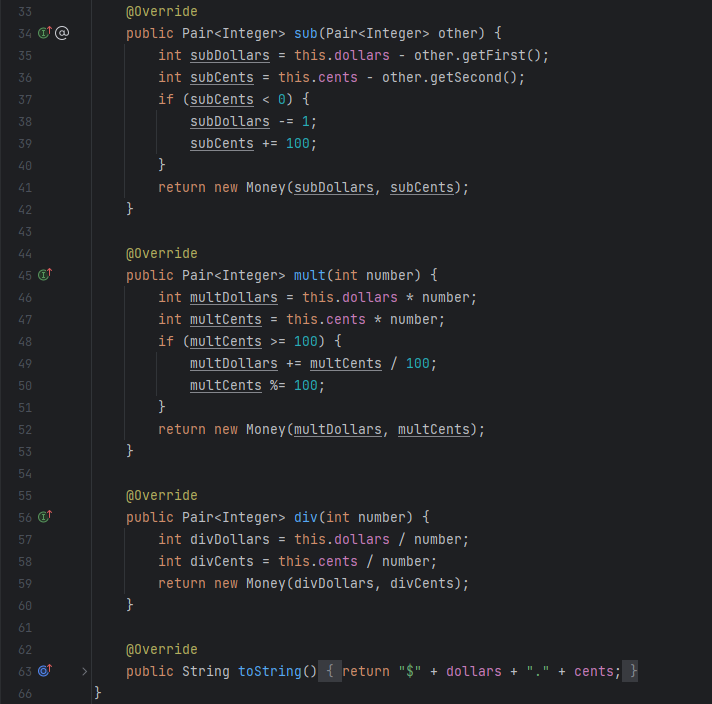 33 @Override
34 @ public Pair<Integer> sub(Pair<Integer> other) {
35 int subDollars = this.dollars - other.getFirst();
36 int subCents = this.cents - other.getSecond();
37 if (subCents < 0) {
38 subDollars -= 1;
39 subCents += 100;
40 }
41 return new Money(subDollars, subCents);
42 }
43
44 @Override
45 public Pair<Integer> mult(int number) {
46 int multDollars = this.dollars * number;
47 int multCents = this.cents * number;
48 if (multCents >= 100) {
49 multDollars += multCents / 100;
50 multCents %= 100;
51 }
52 return new Money(multDollars, multCents);
53 }
54
55 @Override
56 public Pair<Integer> div(int number) {
57 int divDollars = this.dollars / number;
58 int divCents = this.cents / number;
59 return new Money(divDollars, divCents);
60 }
61
62 @Override
63 public String toString() { return "$" + dollars + "." + cents; }
66 }